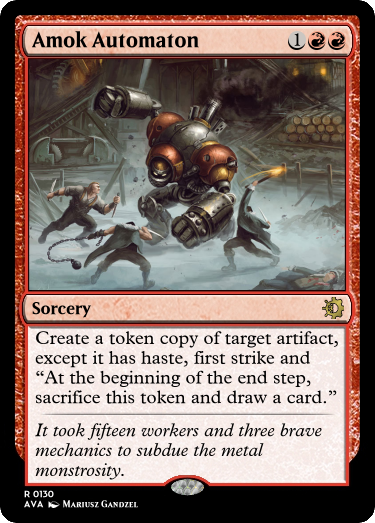 Amok Automaton 1
Sorcery
Create a token copy of target artifact,
except it has haste, first strike and
“At the beginning of the end step,
sacrifice this token and draw a card.”
It took fifteen workers and three brave
mechanics to subdue the metal
monstrosity.
R 0130
AVA Mariusz Gandzel